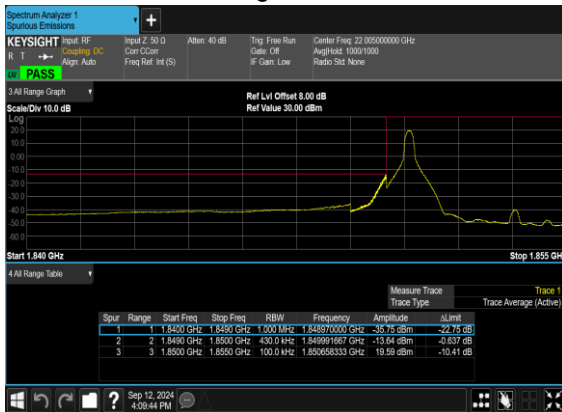 Spectrum Analyzer 1
Spurious Emissions
+
KEYSIGHT Input: RF Input Z: 50 Ω Atten: 40 dB Trig: Free Run Center Freq: 22.005000000 GHz
R T Coupling: DC Corr CCorr Gate: Off Avg|Hold: 1000/1000
Align: Auto Freq Ref: Int (S) IF Gain: Low Radio Std: None
PASS
3 All Range Graph
Ref Lvl Offset 8.00 dB
Scale/Div 10.0 dB Ref Value 30.00 dBm
Log
20.0
10.0
0.00
-10.0
-20.0
-30.0
-40.0
-50.0
-60.0
Start 1.840 GHz Stop 1.855 GH
4 All Range Table
Measure Trace Trace 1
Trace Type Trace Average (Active)
Spur Range Start Freq Stop Freq RBW Frequency Amplitude ΔLimit
1 1 1.8400 GHz 1.8490 GHz 1.000 MHz 1.848970000 GHz -35.75 dBm -22.75 dB
2 2 1.8490 GHz 1.8500 GHz 430.0 kHz 1.849991667 GHz -13.64 dBm -0.637 dB
3 3 1.8500 GHz 1.8550 GHz 100.0 kHz 1.850658333 GHz 19.59 dBm -10.41 dB
? Sep 12, 2024
4:09:44 PM